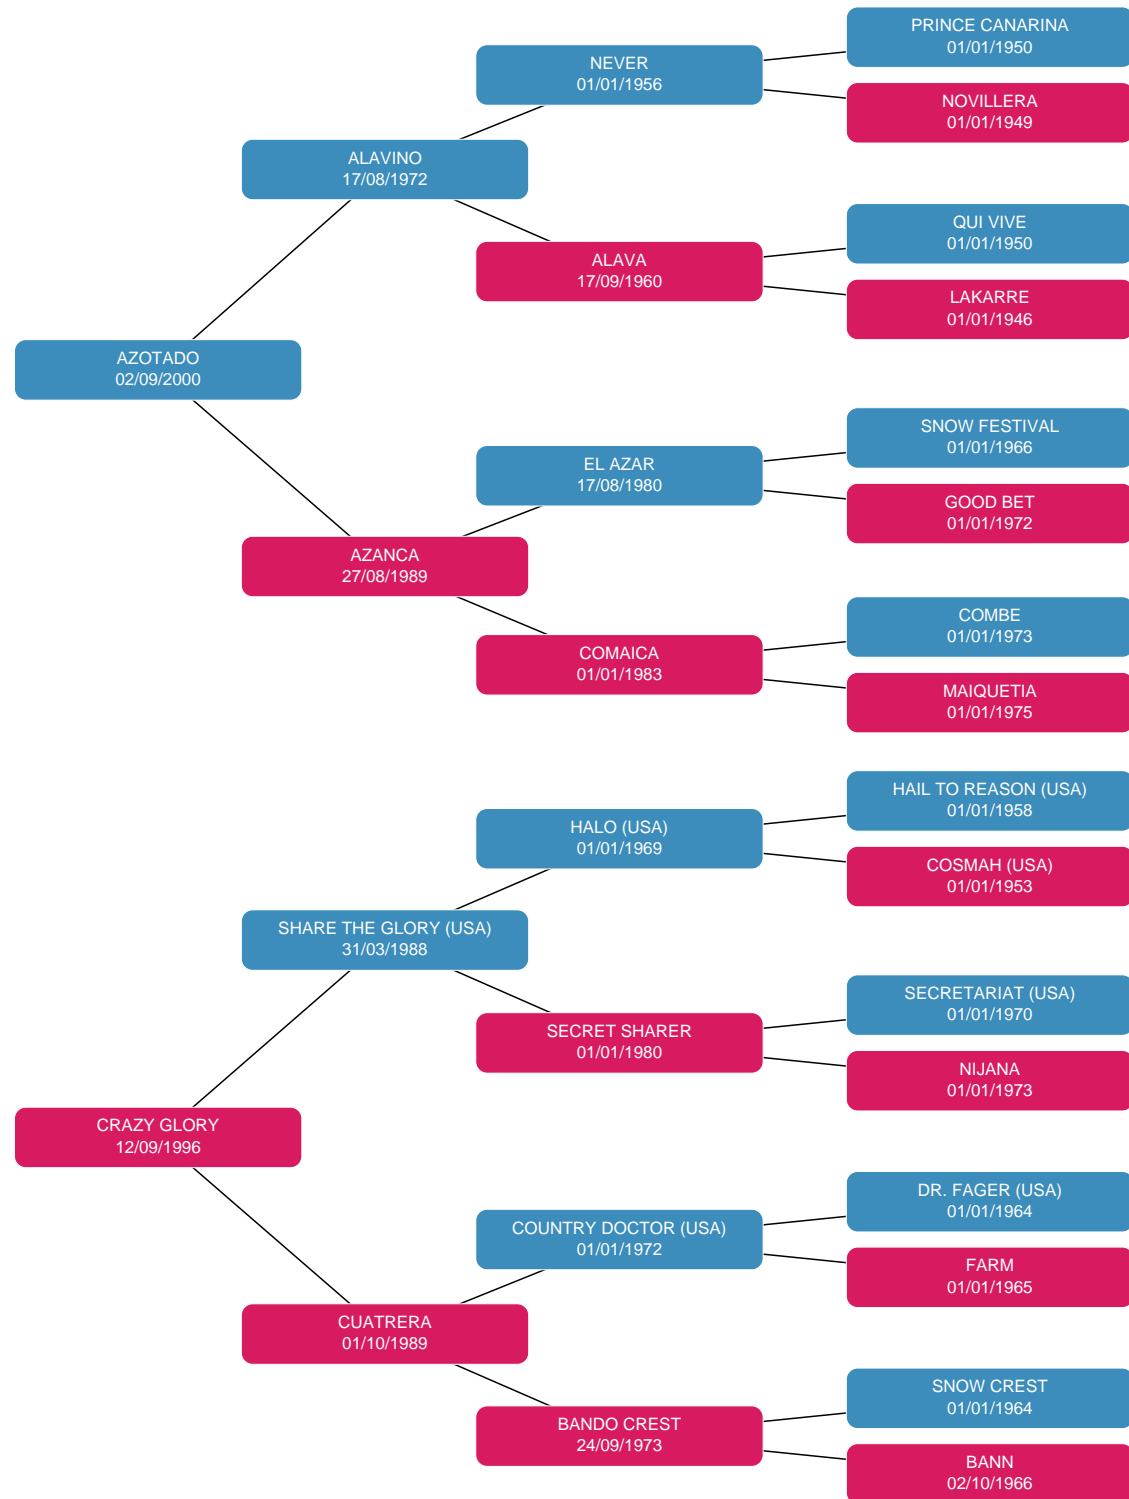 PRINCE CANARINA
01/01/1950
NEVER
01/01/1956
NOVILLERA
01/01/1949
ALAVINO
17/08/1972
QUI VIVE
01/01/1950
ALAVA
17/09/1960
LAKARRE
01/01/1946
AZOTADO
02/09/2000
SNOW FESTIVAL
01/01/1966
EL AZAR
17/08/1980
GOOD BET
01/01/1972
AZANCA
27/08/1989
COMBE
01/01/1973
COMAICA
01/01/1983
MAIQUETIA
01/01/1975
HAIL TO REASON (USA)
01/01/1958
HALO (USA)
01/01/1969
COSMAH (USA)
01/01/1953
SHARE THE GLORY (USA)
31/03/1988
SECRETARIAT (USA)
01/01/1970
SECRET SHARER
01/01/1980
NIJANA
01/01/1973
CRAZY GLORY
12/09/1996
DR. FAGER (USA)
01/01/1964
COUNTRY DOCTOR (USA)
01/01/1972
FARM
01/01/1965
CUATRERA
01/10/1989
SNOW CREST
01/01/1964
BANDO CREST
24/09/1973
BANN
02/10/1966